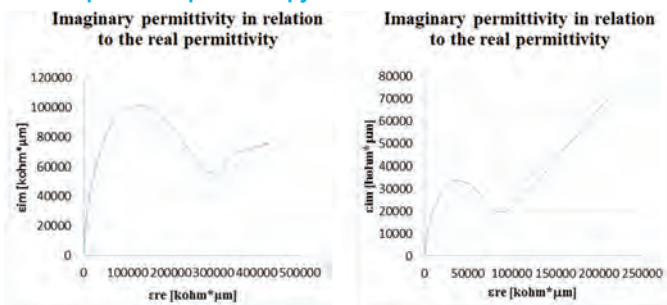 Imaginary permittivity in relation
to the real permittivity
120000
100000
80000
60000
40000
20000
0
εim [kohm*μm]
0 100000 200000 300000 400000 500000
εre [kohm*μm]
Imaginary permittivity in relation
to the real permittivity
80000
70000
60000
50000
40000
30000
20000
10000
0
εim [hohm*μm]
0 50000 100000 150000 200000 250000
εre [kohm*μm]